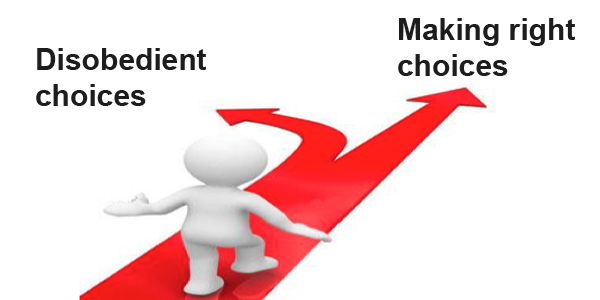 Disobedient
choices
Making right
choices